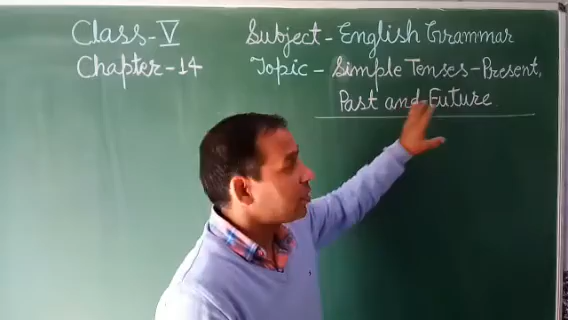 Class-V Subject-English Grammar
Chapter-14 Topic-Simple Tenses-Present,
Past and Future